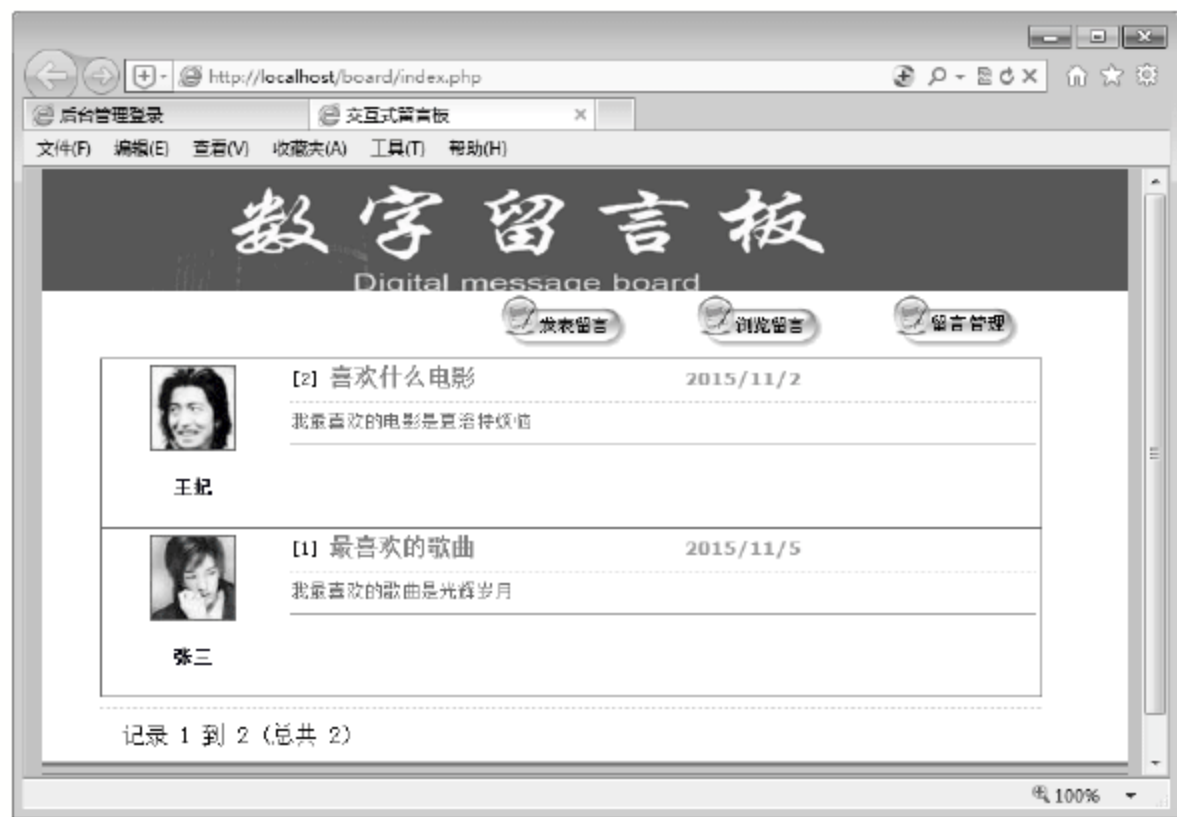 http://localhost/board/index.php
后台管理登录 交互式留言板
文件(F) 编辑(E) 查看(V) 收藏夹(A) 工具(T) 帮助(H)
数字留言板
Digital message board
发表留言 浏览留言 留言管理
[2] 喜欢什么电影 2015/11/2
我最喜欢的电影是夏洛特烦恼
王妃
[1] 最喜欢的歌曲 2015/11/5
我最喜欢的歌曲是光辉岁月
张三
记录 1 到 2 (总共 2)
100%